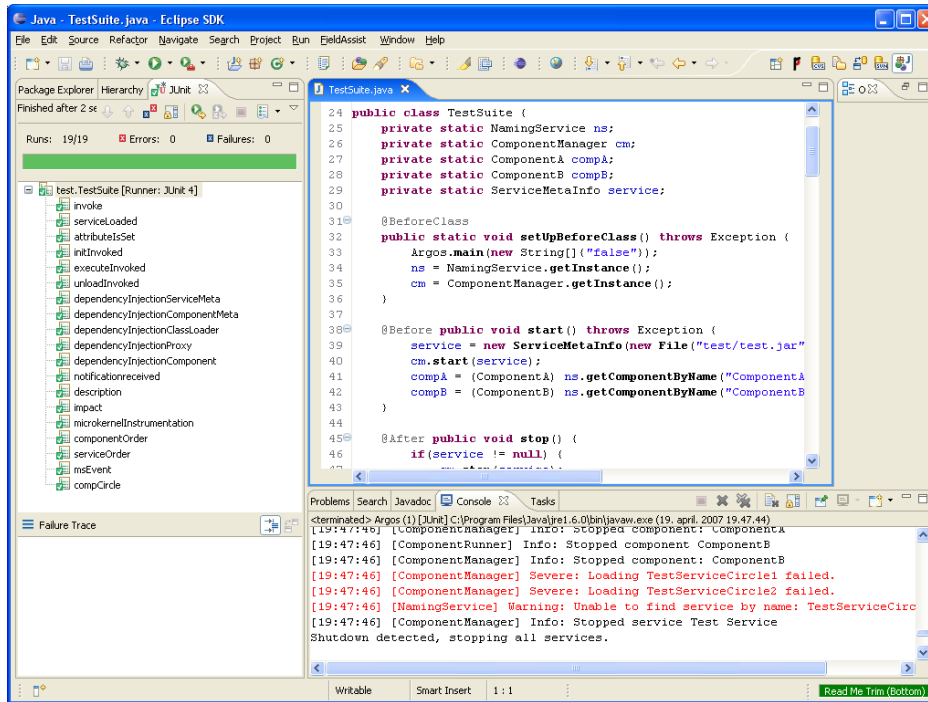 Java - TestSuite.java - Eclipse SDK
File Edit Source Refactor Navigate Search Project Run FieldAssist Window Help
Package Explorer Hierarchy JUnit
Finished after 2 se
Runs: 19/19 Errors: 0 Failures: 0
test.TestSuite [Runner: JUnit 4]
invoke
serviceLoaded
attributeIsSet
initInvoked
executeInvoked
unloadInvoked
dependencyInjectionServiceMeta
dependencyInjectionComponentMeta
dependencyInjectionClassLoader
dependencyInjectionProxy
dependencyInjectionComponent
notificationreceived
description
impact
microkernelInstrumentation
componentOrder
serviceOrder
msEvent
compCircle
Failure Trace
TestSuite.java
24 public class TestSuite {
25 private static NamingService ns;
26 private static ComponentManager cm;
27 private static ComponentA compA;
28 private static ComponentB compB;
29 private static ServiceMetaInfo service;
30
31 @BeforeClass
32 public static void setUpBeforeClass() throws Exception {
33 Argos.main(new String[]{"false"});
34 ns = NamingService.getInstance();
35 cm = ComponentManager.getInstance();
36 }
37
38 @Before public void start() throws Exception {
39 service = new ServiceMetaInfo(new File("test/test.jar"
40 cm.start(service);
41 compA = (ComponentA) ns.getComponentByName("ComponentA
42 compB = (ComponentB) ns.getComponentByName("ComponentB
43 }
44
45 @After public void stop() {
46 if(service != null) {
O
Problems Search Javadoc Console Tasks
<terminated> Argos (1) [JUnit] C:\Program Files\Java\jre1.6.0\bin\javaw.exe (19. april. 2007 19.47.44)
[19:47:46] [ComponentManager] Info: Stopped component: ComponentA
[19:47:46] [ComponentRunner] Info: Stopped component ComponentB
[19:47:46] [ComponentManager] Info: Stopped component: ComponentB
[19:47:46] [ComponentManager] Severe: Loading TestServiceCircle1 failed.
[19:47:46] [ComponentManager] Severe: Loading TestServiceCircle2 failed.
[19:47:46] [NamingService] Warning: Unable to find service by name: TestServiceCirc
[19:47:46] [ComponentManager] Info: Stopped service Test Service
Shutdown detected, stopping all services.
Writable Smart Insert 1 : 1 Read Me Trim (Bottom)